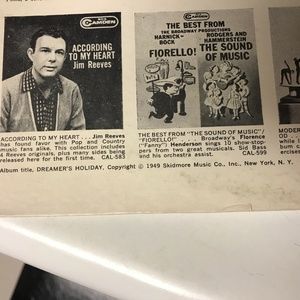 CAMDEN
ACCORDING
TO MY HEART
Jim Reeves
CAMDEN
THE BEST FROM
THE BROADWAY PRODUCTIONS
HARNICK-
BOCK
RODGERS AND
HAMMERSTEIN
FIORELLO!
THE SOUND
OF MUSIC
ACCORDING TO MY HEART . . . Jim Reeves
has found favor with Pop and Country
music fans alike. This collection includes
4 Reeves originals, plus many sides being
released here for the first time. CAL-583
THE BEST FROM "THE SOUND OF MUSIC"/
"FIORELLO!" . . . Broadway's Florence
("Fanny") Henderson sings 10 show-stop-
pers from two great musicals. Sid Bass
and his orchestra assist. CAL-599
MODER
Album title, DREAMER'S HOLIDAY, Copyright © 1949 Skidmore Music Co., Inc., New York, N. Y.